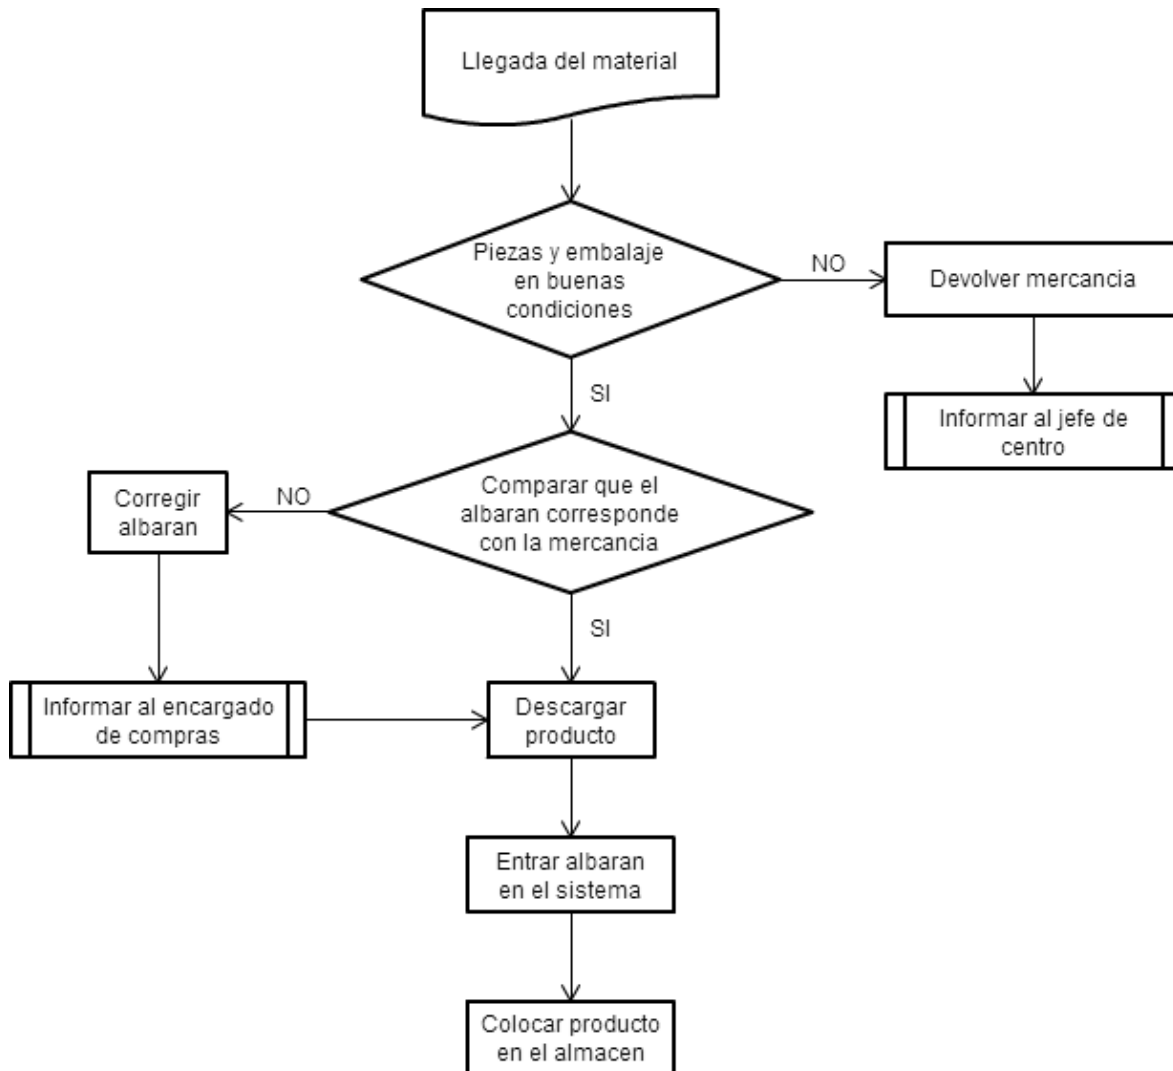 Llegada del material
Piezas y embalaje
en buenas
condiciones
NO
Devolver mercancia
SI
Informar al jefe de
centro
Comparar que el
albaran corresponde
con la mercancia
NO
Corregir
albaran
SI
Informar al encargado
de compras
Descargar
producto
Entrar albaran
en el sistema
Colocar producto
en el almacen